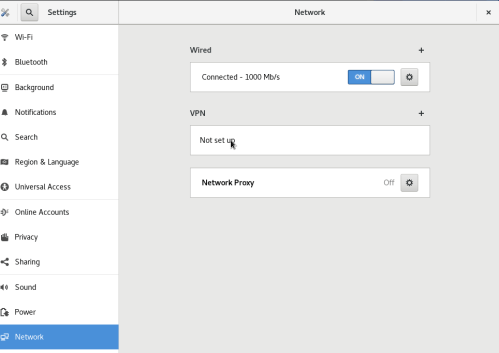 Settings
Network
Wi-Fi
Bluetooth
Background
Notifications
Search
Region & Language
Universal Access
Online Accounts
Privacy
Sharing
Sound
Power
Network
Wired
Connected - 1000 Mb/s
ON
VPN
Not set up
Network Proxy
Off